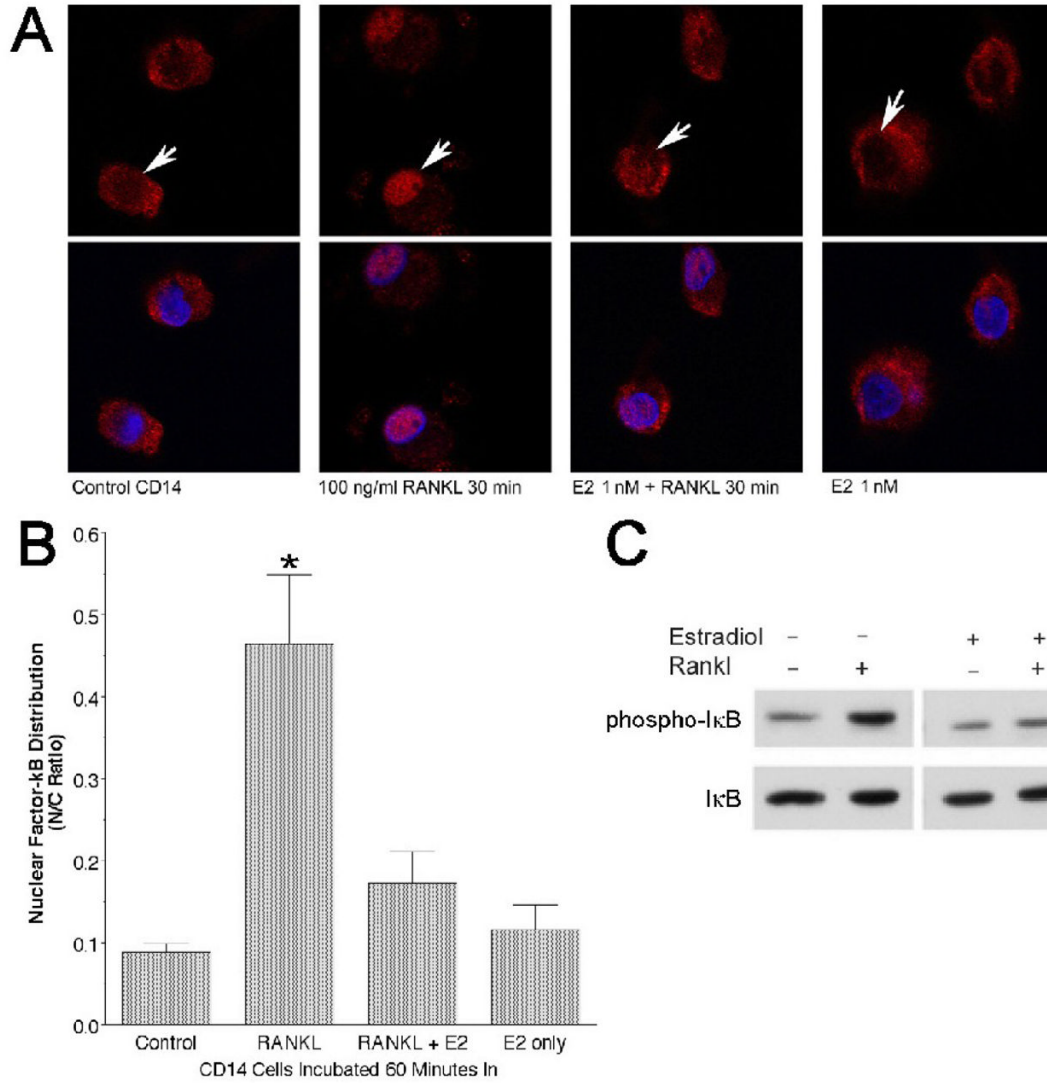 A
Control CD14
100 ng/ml RANKL 30 min
E2 1 nM + RANKL 30 min
E2 1 nM
B
Nuclear Factor-kB Distribution
(N/C Ratio)
0.6
0.5
0.4
0.3
0.2
0.1
0.0
*
Control
RANKL
RANKL + E2
E2 only
CD14 Cells Incubated 60 Minutes In
C
Estradiol – – + +
Rankl – + – +
phospho-IκB
IκB